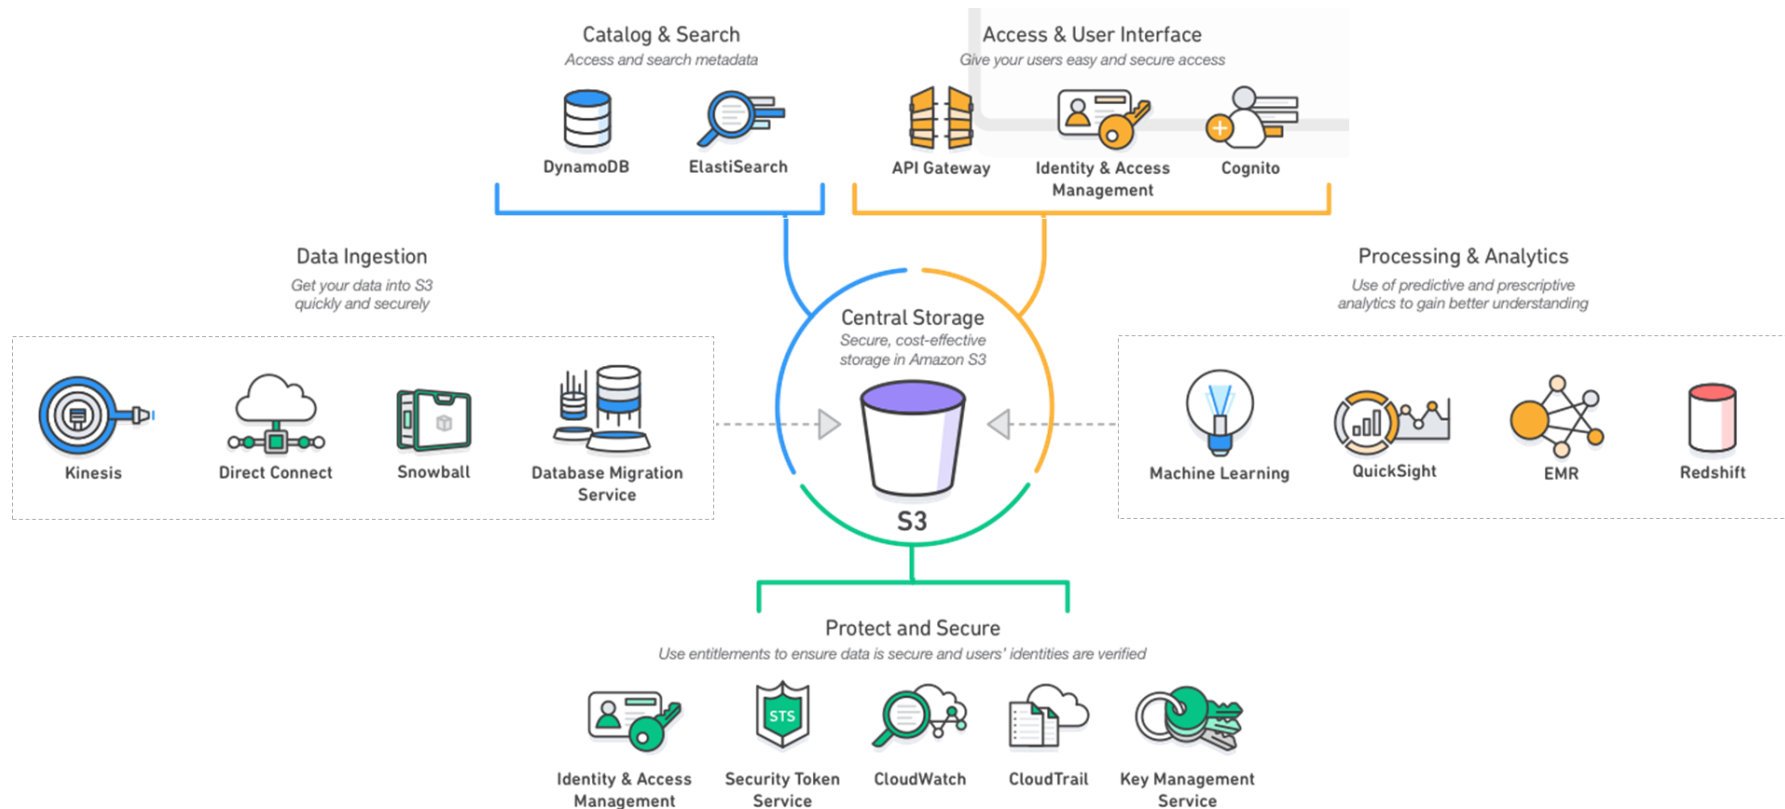 Catalog & Search
Access and search metadata
DynamoDB
ElastiSearch
Access & User Interface
Give your users easy and secure access
API Gateway
Identity & Access
Management
Cognito
Data Ingestion
Get your data into S3
quickly and securely
Kinesis
Direct Connect
Snowball
Database Migration
Service
Central Storage
Secure, cost-effective
storage in Amazon S3
S3
Processing & Analytics
Use of predictive and prescriptive
analytics to gain better understanding
Machine Learning
QuickSight
EMR
Redshift
Protect and Secure
Use entitlements to ensure data is secure and users' identities are verified
Identity & Access
Management
STS
Security Token
Service
CloudWatch
CloudTrail
Key Management
Service